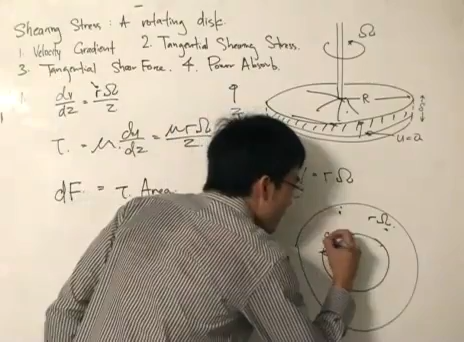 Shearing Stress: A rotating disk.
1. Velocity Gradient 2. Tangential Shearing Stress.
3. Tangential Shear Force. 4. Power Absorb.
Ω
1. dv/dz = rΩ/z
R
τ = μ dv/dz = μrΩ/z
u=0
= rΩ
dF = τ. Area
rΩ.